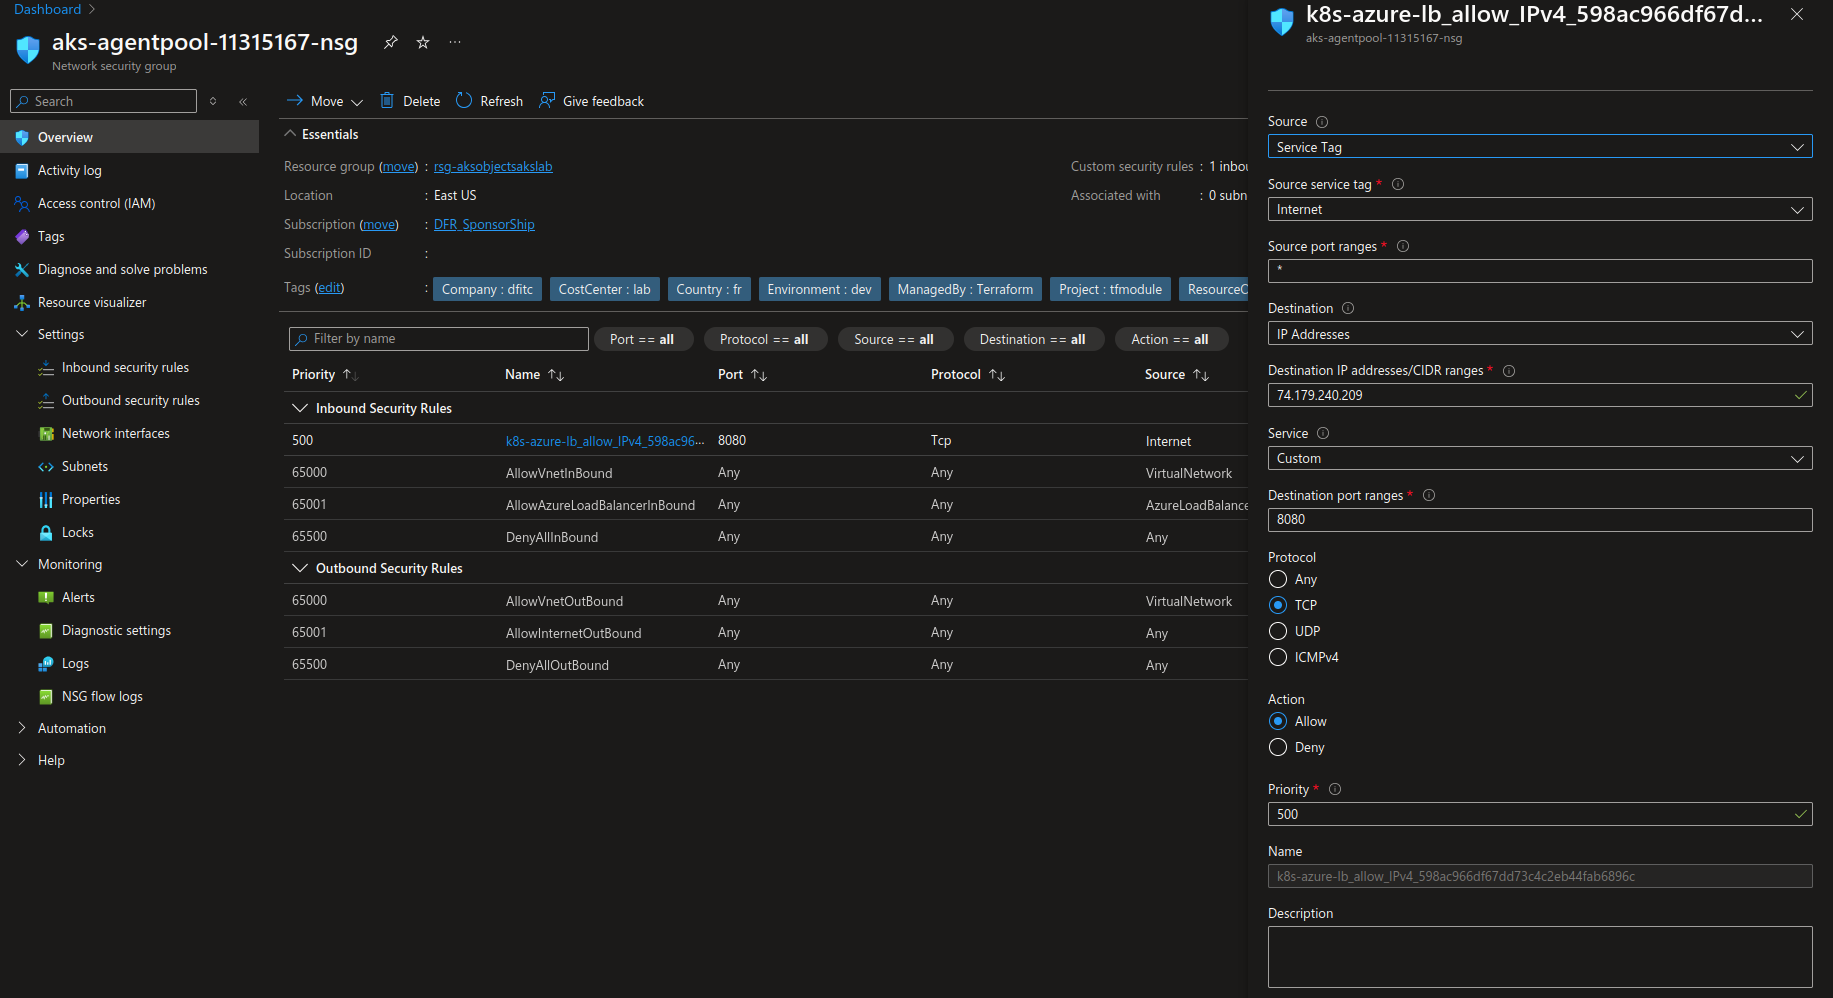 Dashboard
aks-agentpool-11315167-nsg
Network security group
Search
Overview
Activity log
Access control (IAM)
Tags
Diagnose and solve problems
Resource visualizer
Settings
Inbound security rules
Outbound security rules
Network interfaces
Subnets
Properties
Locks
Monitoring
Alerts
Diagnostic settings
Logs
NSG flow logs
Automation
Help
Move Delete Refresh Give feedback
Essentials
Resource group (move) : rsg-aksobjectsakslab
Location : East US
Subscription (move) : DFR_SponsorShip
Subscription ID :
Tags (edit) : Company : dfitc CostCenter : lab Country : fr Environment : dev ManagedBy : Terraform Project : tfmodule ResourceO
Custom security rules : 1 inbou
Associated with : 0 subn
Filter by name Port == all Protocol == all Source == all Destination == all Action == all
Priority Name Port Protocol Source
Inbound Security Rules
500 k8s-azure-lb_allow_IPv4_598ac96... 8080 Tcp Internet
65000 AllowVnetInBound Any Any VirtualNetwork
65001 AllowAzureLoadBalancerInBound Any Any AzureLoadBalance
65500 DenyAllInBound Any Any Any
Outbound Security Rules
65000 AllowVnetOutBound Any Any VirtualNetwork
65001 AllowInternetOutBound Any Any Any
65500 DenyAllOutBound Any Any Any
k8s-azure-lb_allow_IPv4_598ac966df67d...
aks-agentpool-11315167-nsg
Source
Service Tag
Source service tag *
Internet
Source port ranges *
*
Destination
IP Addresses
Destination IP addresses/CIDR ranges *
74.179.240.209
Service
Custom
Destination port ranges *
8080
Protocol
Any
TCP
UDP
ICMPv4
Action
Allow
Deny
Priority *
500
Name
k8s-azure-lb_allow_IPv4_598ac966df67dd73c4c2eb44fab6896c
Description